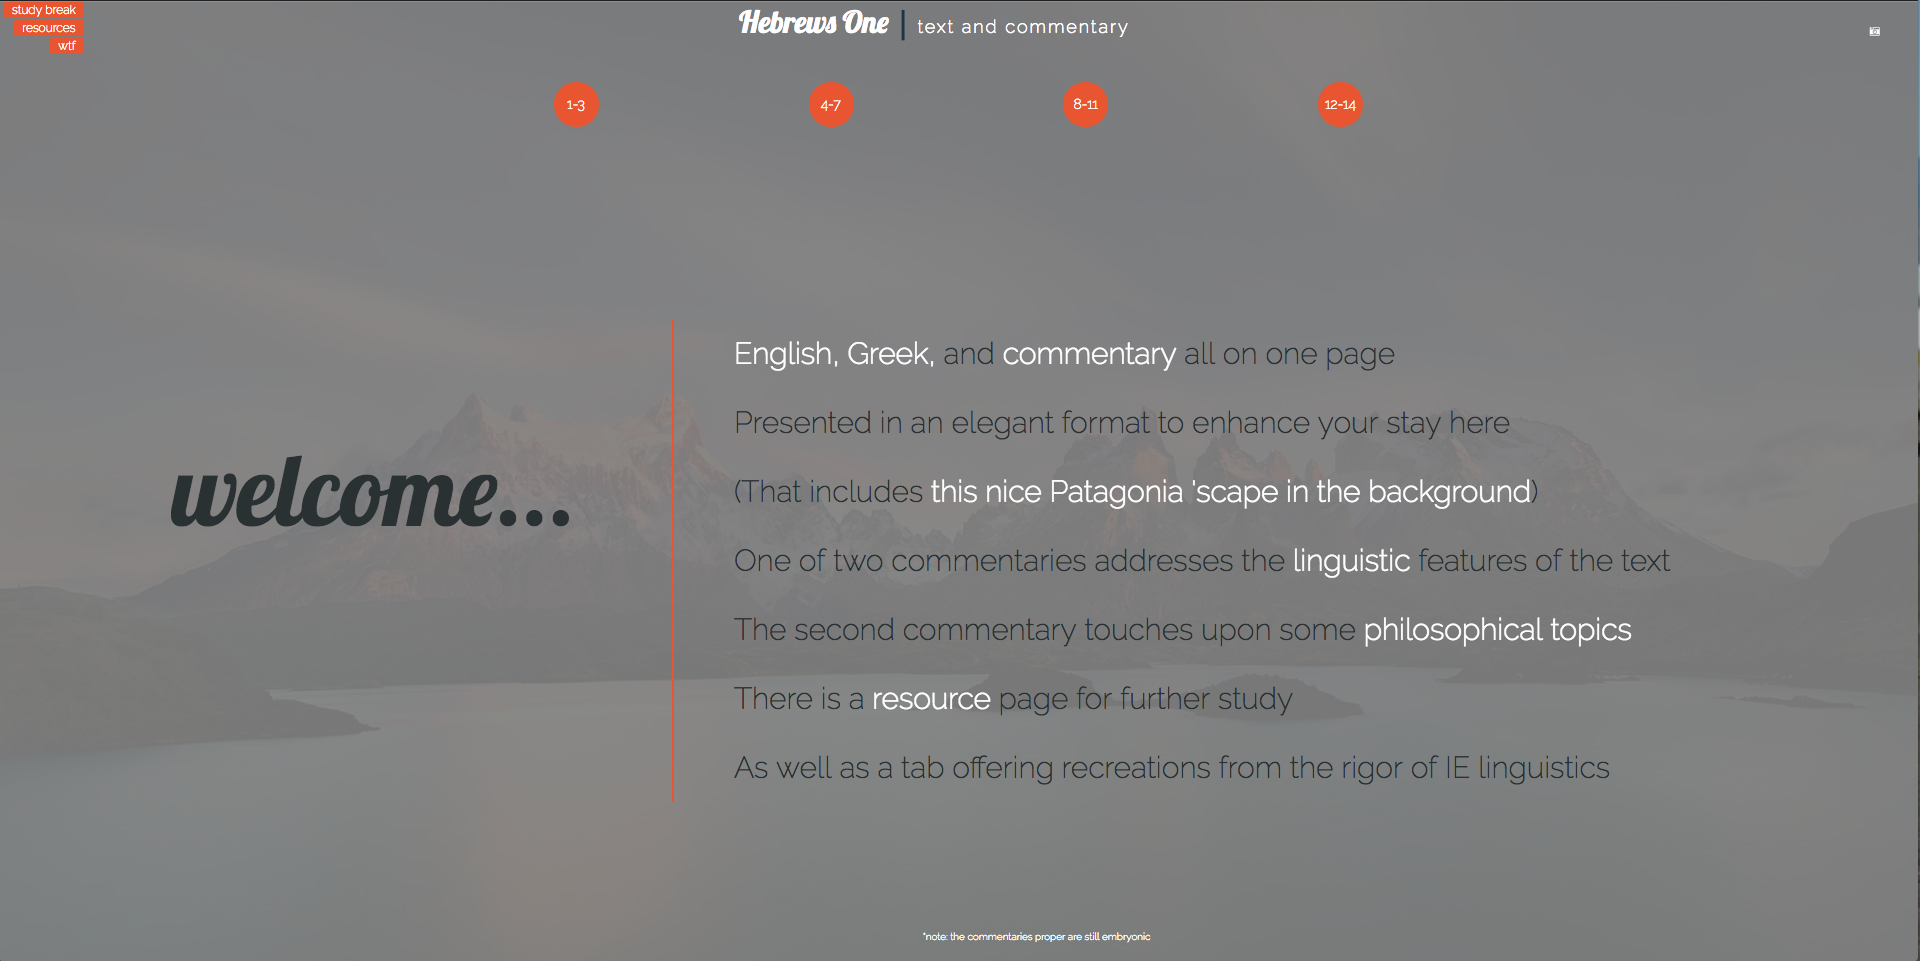 study break
resources
wtf
Hebrews One | text and commentary
1-3
4-7
8-11
12-14
welcome...
English, Greek, and commentary all on one page
Presented in an elegant format to enhance your stay here
(That includes this nice Patagonia 'scape in the background)
One of two commentaries addresses the linguistic features of the text
The second commentary touches upon some philosophical topics
There is a resource page for further study
As well as a tab offering recreations from the rigor of IE linguistics
*note: the commentaries proper are still embryonic